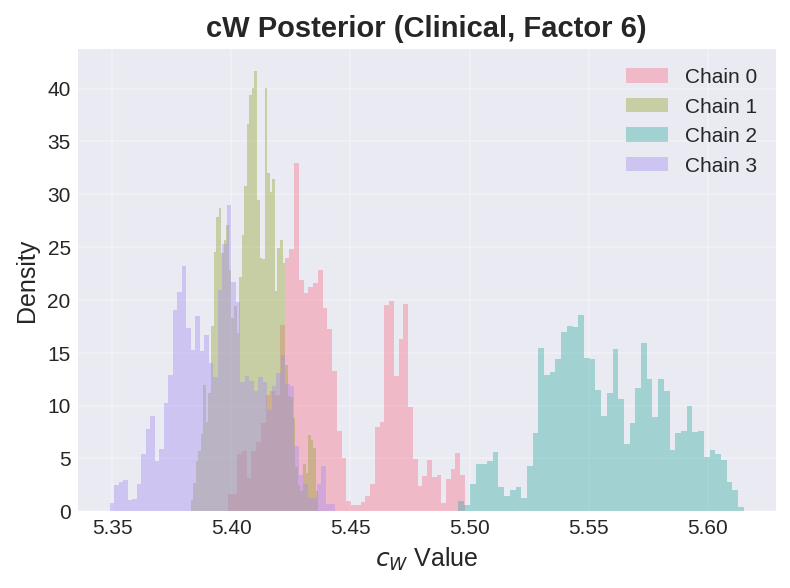 cW Posterior (Clinical, Factor 6)
Chain 0
Chain 1
Chain 2
Chain 3
Density
40
35
30
25
20
15
10
5
0
5.35 5.40 5.45 5.50 5.55 5.60
c_W Value